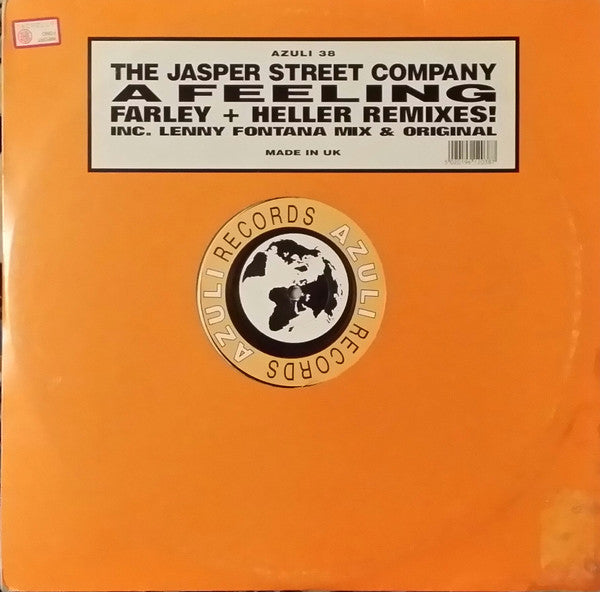 AZULI 38
THE JASPER STREET COMPANY
A FEELING
FARLEY + HELLER REMIXES!
INC. LENNY FONTANA MIX & ORIGINAL
MADE IN UK
AZULI RECORDS AZULI RECORDS